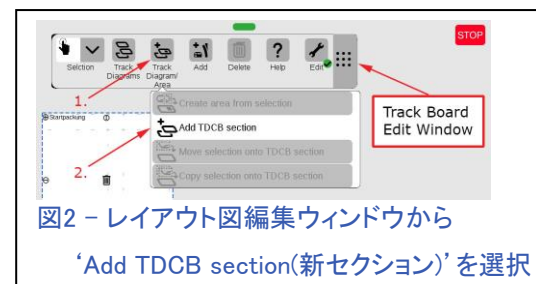 STOP
Selction
Track Diagrams
Track Diagram/ Area
Add
Delete
Help
Edit
1.
Create area from selection
Track Board
Edit Window
Startpackung
Add TDCB section
2.
Move selection onto TDCB section
Copy selection onto TDCB section
図2 – レイアウト図編集ウィンドウから
‘Add TDCB section(新セクション)’を選択